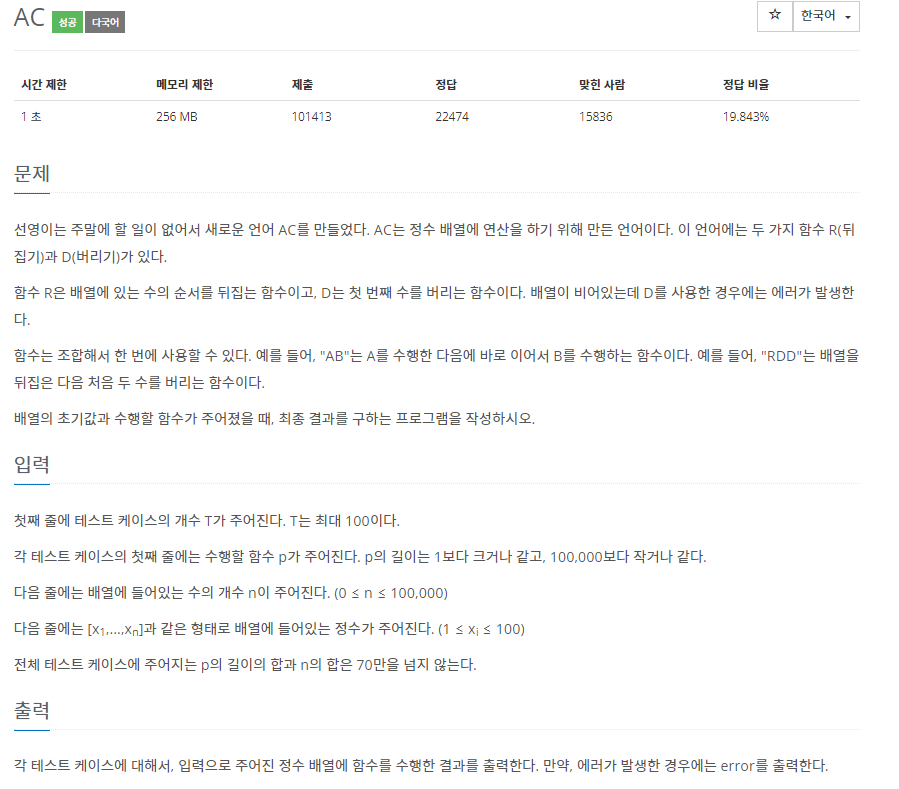 AC 성공 다국어
☆ 한국어
시간 제한 메모리 제한 제출 정답 맞힌 사람 정답 비율
1 초 256 MB 101413 22474 15836 19.843%
문제
선영이는 주말에 할 일이 없어서 새로운 언어 AC를 만들었다. AC는 정수 배열에 연산을 하기 위해 만든 언어이다. 이 언어에는 두 가지 함수 R(뒤
집기)과 D(버리기)가 있다.
함수 R은 배열에 있는 수의 순서를 뒤집는 함수이고, D는 첫 번째 수를 버리는 함수이다. 배열이 비어있는데 D를 사용한 경우에는 에러가 발생한
다.
함수는 조합해서 한 번에 사용할 수 있다. 예를 들어, "AB"는 A를 수행한 다음에 바로 이어서 B를 수행하는 함수이다. 예를 들어, "RDD"는 배열을
뒤집은 다음 처음 두 수를 버리는 함수이다.
배열의 초기값과 수행할 함수가 주어졌을 때, 최종 결과를 구하는 프로그램을 작성하시오.
입력
첫째 줄에 테스트 케이스의 개수 T가 주어진다. T는 최대 100이다.
각 테스트 케이스의 첫째 줄에는 수행할 함수 p가 주어진다. p의 길이는 1보다 크거나 같고, 100,000보다 작거나 같다.
다음 줄에는 배열에 들어있는 수의 개수 n이 주어진다. (0 ≤ n ≤ 100,000)
다음 줄에는 [x1,...,xn]과 같은 형태로 배열에 들어있는 정수가 주어진다. (1 ≤ xi ≤ 100)
전체 테스트 케이스에 주어지는 p의 길이의 합과 n의 합은 70만을 넘지 않는다.
출력
각 테스트 케이스에 대해서, 입력으로 주어진 정수 배열에 함수를 수행한 결과를 출력한다. 만약, 에러가 발생한 경우에는 error를 출력한다.